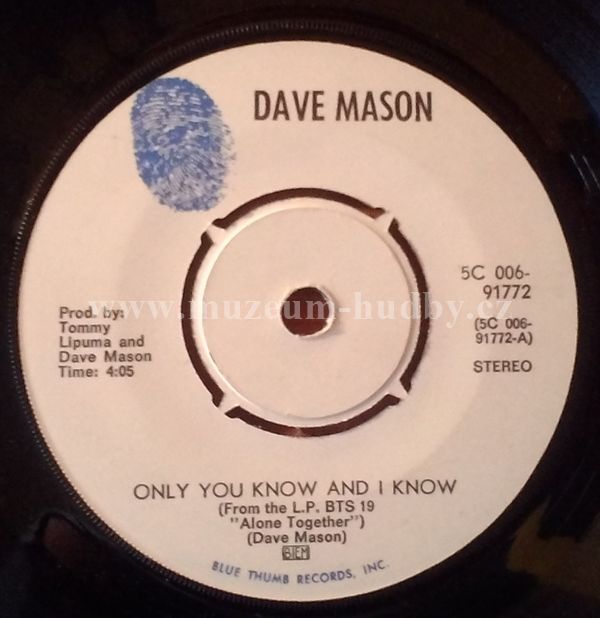 DAVE MASON
5C 006-
91772
(5C 006-
91772-A)
STEREO
Prod. by:
Tommy
Lipuma and
Dave Mason
Time: 4:05
www.muzeum-hudby.cz
ONLY YOU KNOW AND I KNOW
(From the L.P. BTS 19
"Alone Together")
(Dave Mason)
BIEM
BLUE THUMB RECORDS, INC.